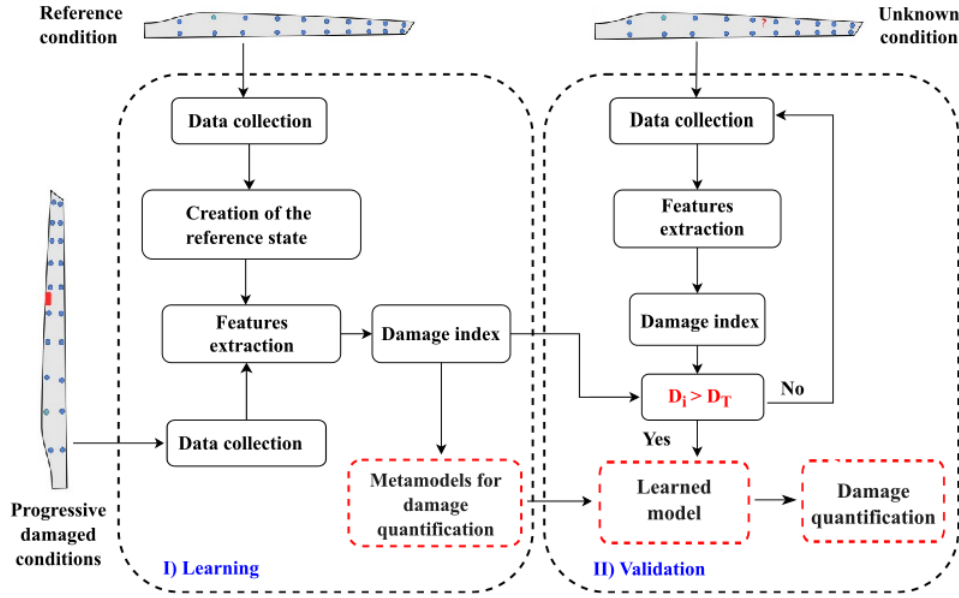 Reference
condition
?
Unknown
condition
Data collection
Creation of the
reference state
Features
extraction
Damage index
Data collection
Metamodels for
damage
quantification
Progressive
damaged
conditions
I) Learning
Data collection
Features
extraction
Damage index
Di > DT
No
Yes
Learned
model
Damage
quantification
II) Validation